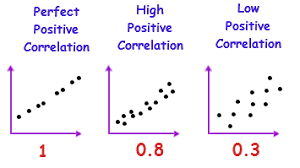 Perfect
Positive
Correlation
1
High
Positive
Correlation
0.8
Low
Positive
Correlation
0.3